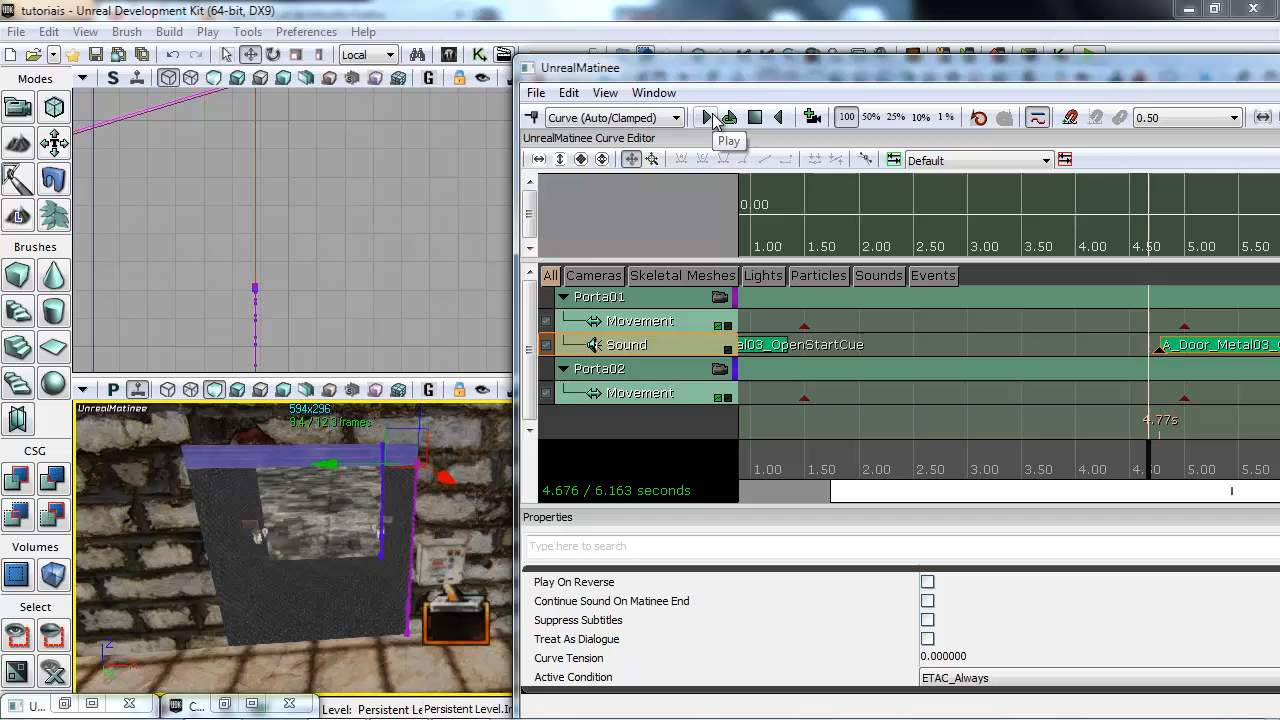 tutoriais - Unreal Development Kit (64-bit, DX9)
File Edit View Brush Build Play Tools Preferences Help
Local
UnrealMatinee
Modes
File Edit View Window
Curve (Auto/Clamped)
100 50% 25% 10% 1 %
0.50
Play
UnrealMatinee Curve Editor
Default
0.00
1.00 1.50 2.00 2.50 3.00 3.50 4.00 4.50 5.00 5.50
Brushes
All Cameras Skeletal Meshes Lights Particles Sounds Events
Porta01
Movement
Sound
al03_OpenStartCue
A_Door_Metal03_
Porta02
Movement
4.77s
1.00 1.50 2.00 2.50 3.00 3.50 4.00 5.00 5.50
4.676 / 6.163 seconds
UnrealMatinee
594x296
CSG
Volumes
Select
Properties
Type here to search
Play On Reverse
Continue Sound On Matinee End
Suppress Subtitles
Treat As Dialogue
Curve Tension 0.000000
Active Condition ETAC_Always
U... C...
Level: Persistent Le Persistent Level.In